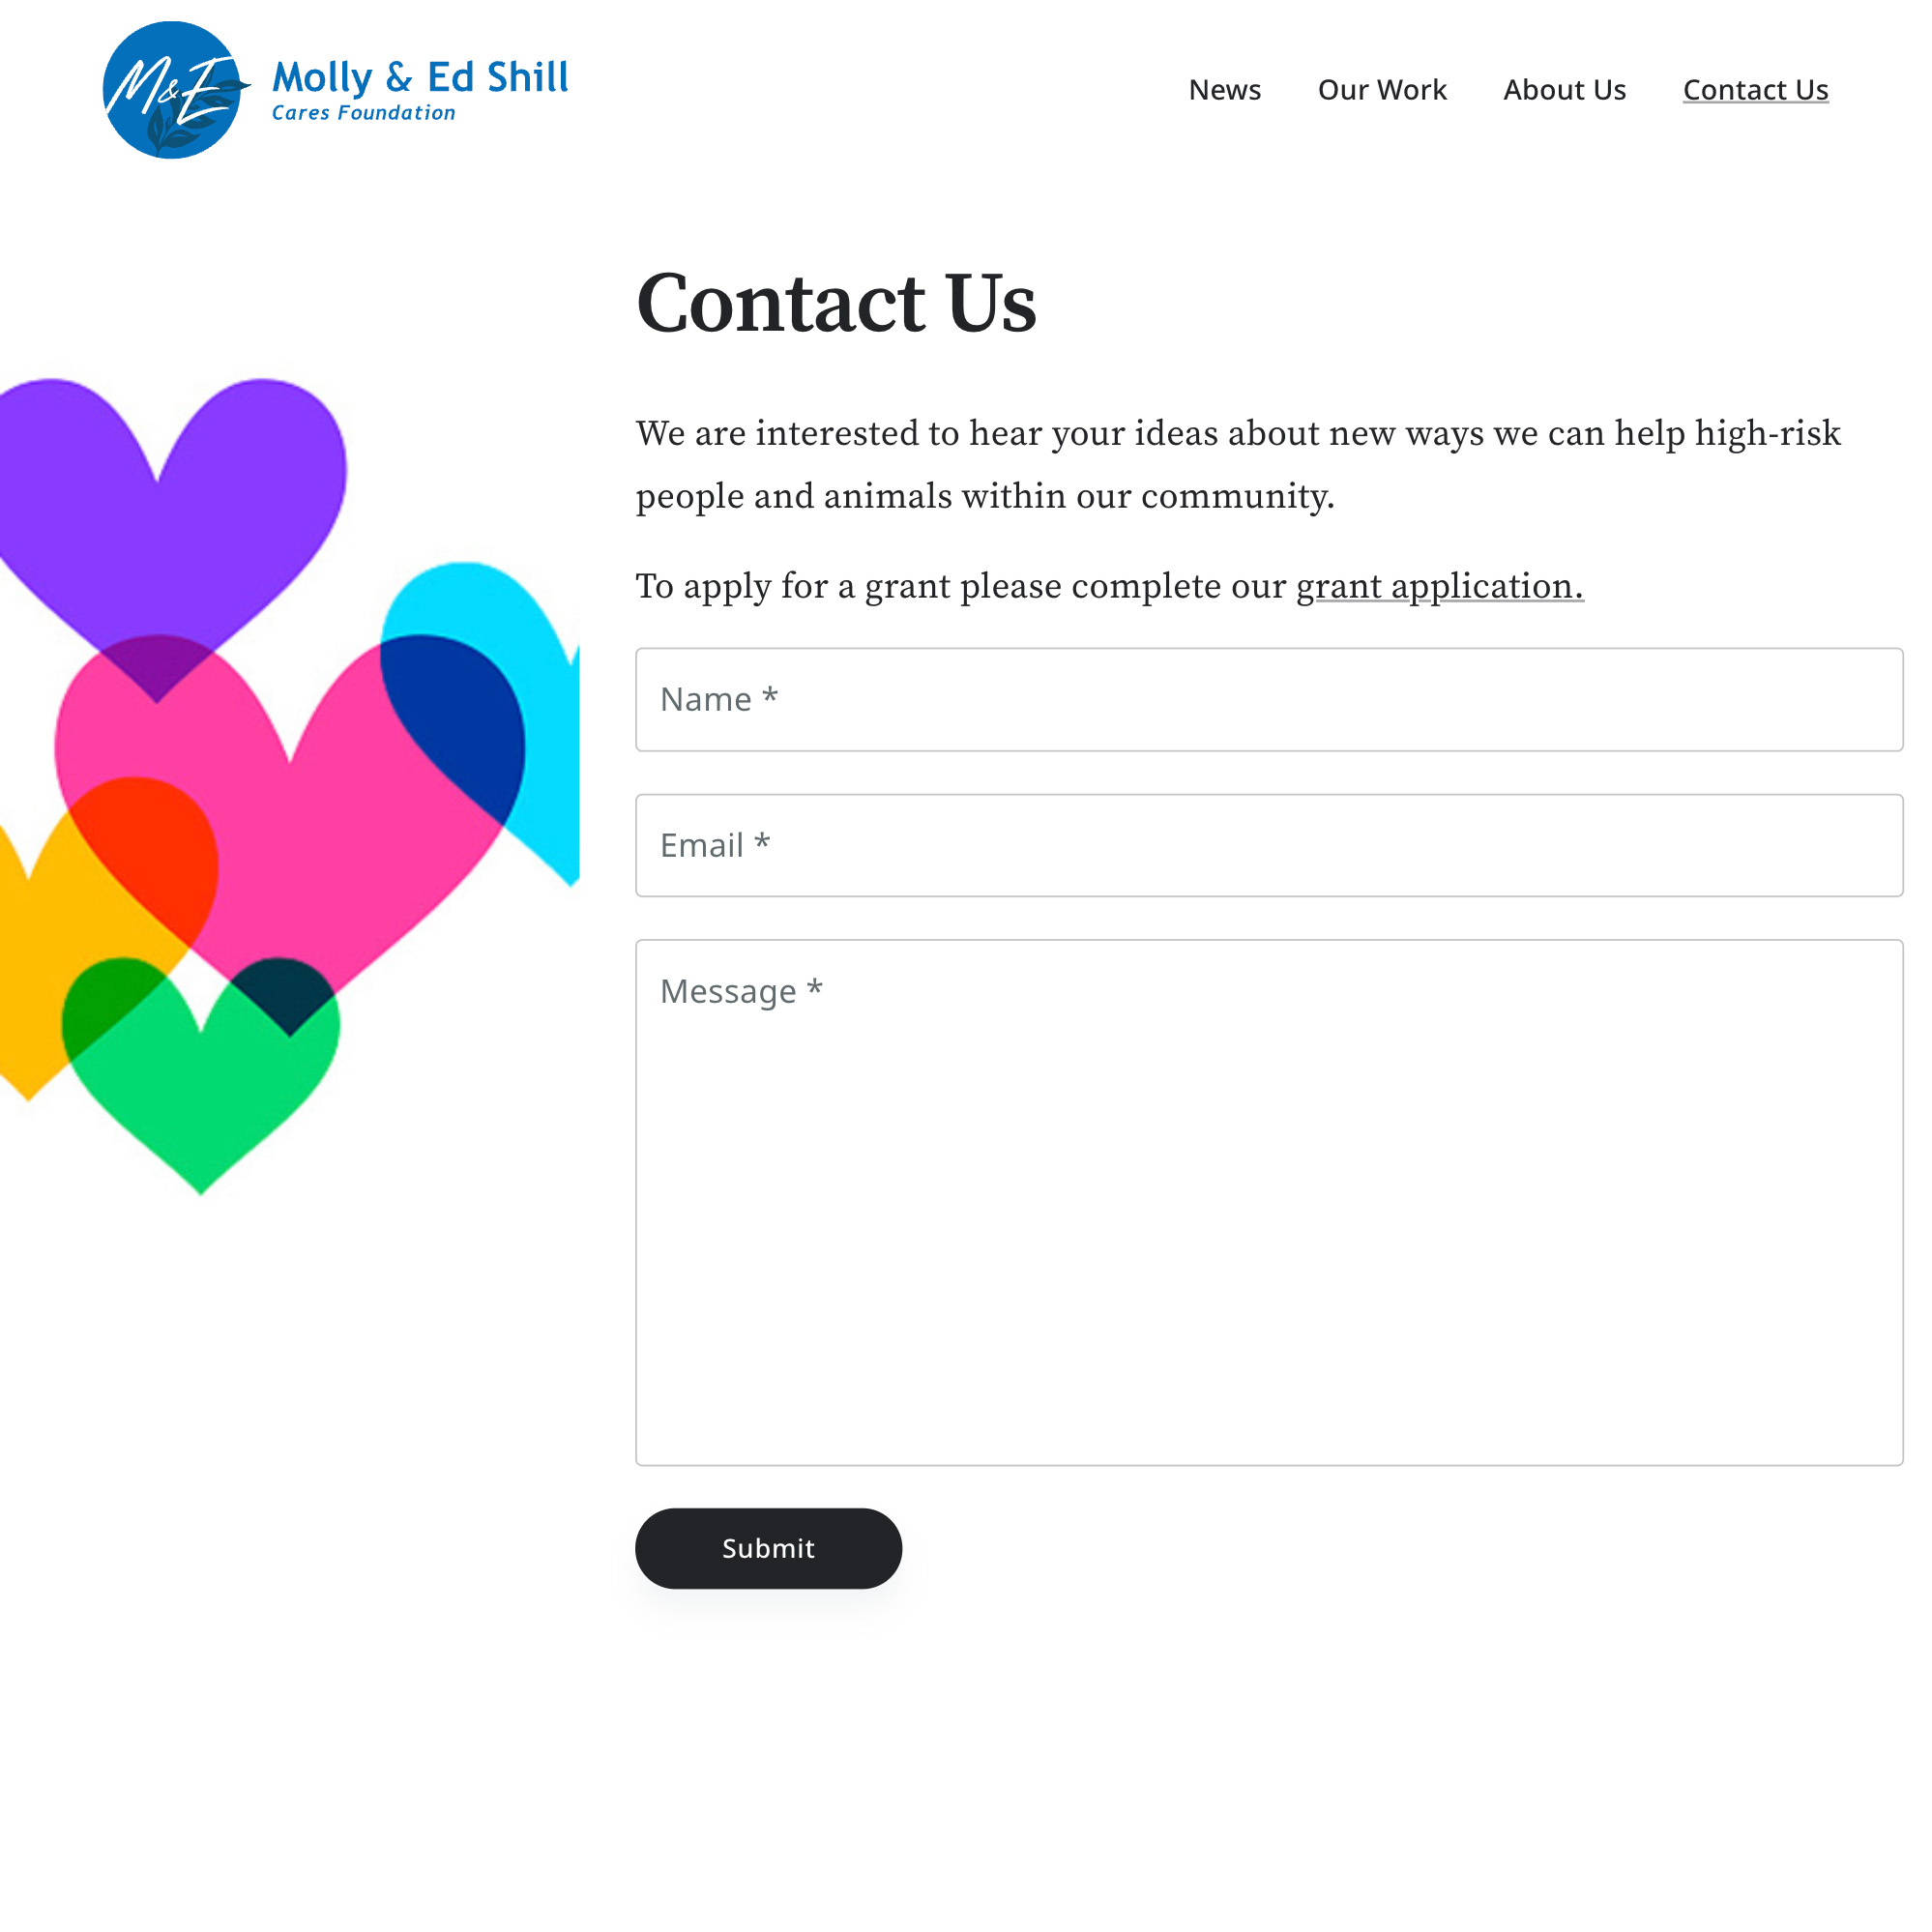 M&E
Molly & Ed Shill
Cares Foundation
News
Our Work
About Us
Contact Us
Contact Us
We are interested to hear your ideas about new ways we can help high-risk
people and animals within our community.
To apply for a grant please complete our grant application.
Name *
Email *
Message *
Submit